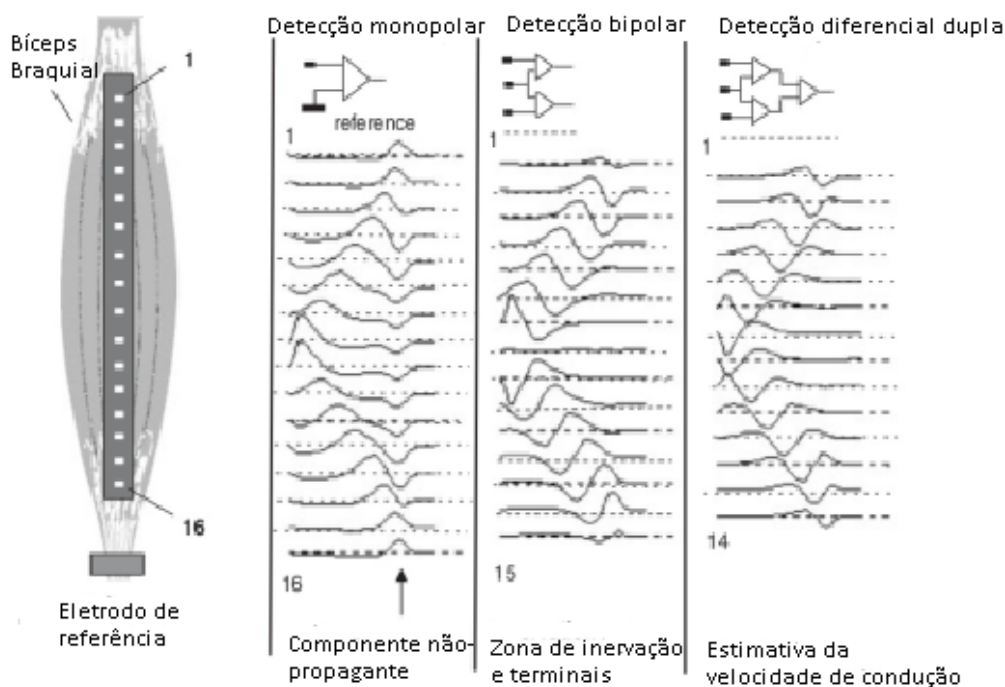 Bíceps
Braquial
1
16
Eletrodo de
referência
Detecção monopolar
reference
1
16
Componente não-
propagante
Detecção bipolar
1
15
Zona de inervação
e terminais
Detecção diferencial dupla
1
14
Estimativa da
velocidade de condução